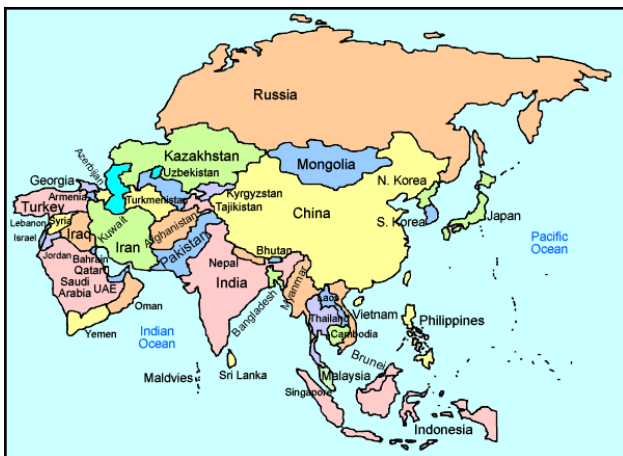 Russia
Kazakhstan
Mongolia
Azerbijan
Georgia
Uzbekistan
N. Korea
Armenia
Turkmenistan
Kyrgyzstan
Tajikistan
Turkey
China
Japan
Lebanon
Syria
Iraq
Kuwait
Iran
Afghanistan
S. Korea
Israel
Pakistan
Bhutan
Pacific
Ocean
Jordan
Bahrain
Qatar
Nepal
Saudi
Arabia
UAE
India
Bangladesh
Myanmar
Laos
Oman
Thailand
Vietnam
Philippines
Yemen
Indian
Ocean
Cambodia
Brunei
Maldvies
Sri Lanka
Malaysia
Singapore
Indonesia